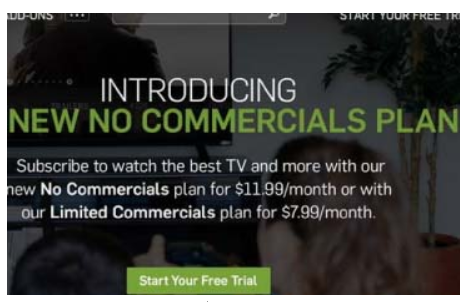 ADD-ONS START YOUR FREE TRI
INTRODUCING
NEW NO COMMERCIALS PLAN
Subscribe to watch the best TV and more with our
new No Commercials plan for $11.99/month or with
our Limited Commercials plan for $7.99/month.
Start Your Free Trial